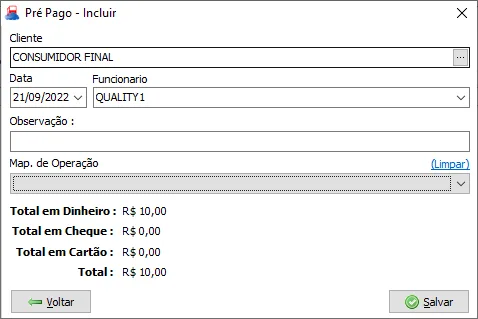 Pré Pago - Incluir
Cliente
CONSUMIDOR FINAL ...
Data Funcionario
21/09/2022 QUALITY1
Observação :
Map. de Operação (Limpar)
Total em Dinheiro : R$ 10,00
Total em Cheque : R$ 0,00
Total em Cartão : R$ 0,00
Total : R$ 10,00
Voltar Salvar